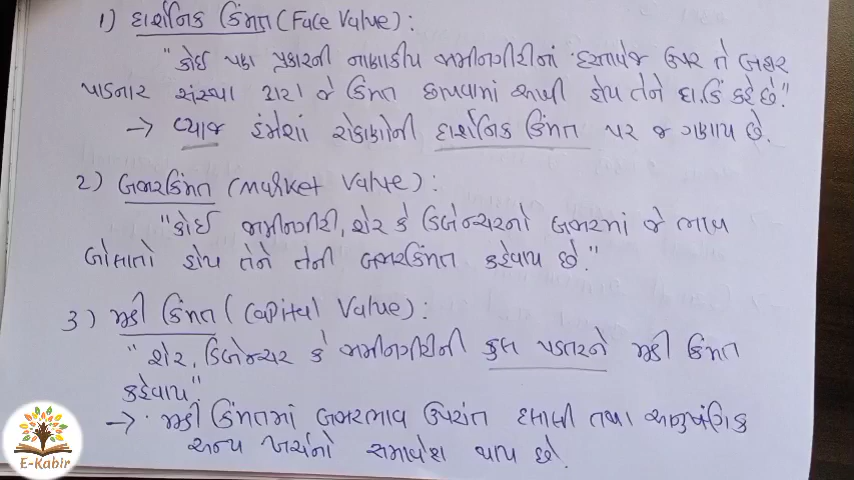 1) દાર્શનિક કિંમત (Face Value) :
"કોઈ પણ પ્રકારની નાણાકીય જામીનગીરીનાં દસ્તાવેજ ઉપર તે બહાર
પાડનાર સંસ્થા દ્વારા જે કિંમત છાપવામાં આવી હોય તેને દા.કિં કહે છે."
→ વ્યાજ હંમેશાં રોકાણોની દાર્શનિક કિંમત પર જ ગણાય છે.
2) બજારકિંમત (Market Value) :
"કોઈ જામીનગીરી, શેર કે ડિબેન્ચરનો બજારમાં જે ભાવ
બોલાતો હોય તેને તેની બજારકિંમત કહેવાય છે."
3) મૂડી કિંમત (Capital Value) :
" શેર, ડિબેન્ચર કે જામીનગીરીની કુલ પડતરને મૂડી કિંમત
કહેવાય".
→ મૂડી કિંમતમાં બજારભાવ ઉપરાંત દલાલી તથા આનુષંગિક
અન્ય ખર્ચનો સમાવેશ થાય છે.
E-Kabir